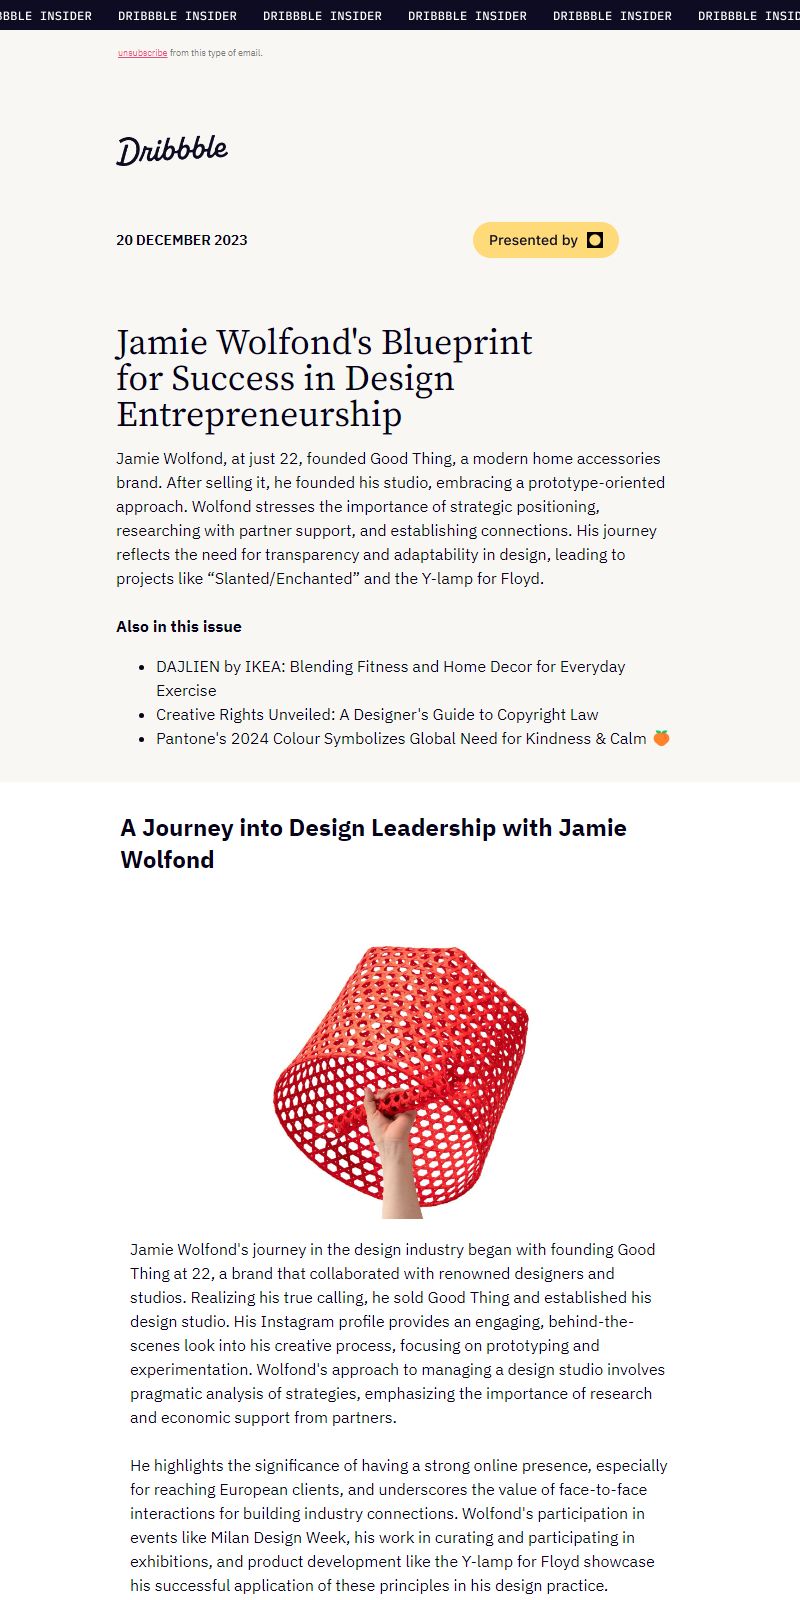 BBLE INSIDER DRIBBBLE INSIDER DRIBBBLE INSIDER DRIBBBLE INSIDER DRIBBBLE INSIDER DRIBBBLE INSID
unsubscribe from this type of email.
Dribbble
20 DECEMBER 2023
Presented by
Jamie Wolfond's Blueprint
for Success in Design
Entrepreneurship
Jamie Wolfond, at just 22, founded Good Thing, a modern home accessories
brand. After selling it, he founded his studio, embracing a prototype-oriented
approach. Wolfond stresses the importance of strategic positioning,
researching with partner support, and establishing connections. His journey
reflects the need for transparency and adaptability in design, leading to
projects like “Slanted/Enchanted” and the Y-lamp for Floyd.
Also in this issue
• DAJLIEN by IKEA: Blending Fitness and Home Decor for Everyday
Exercise
• Creative Rights Unveiled: A Designer's Guide to Copyright Law
• Pantone's 2024 Colour Symbolizes Global Need for Kindness & Calm 🍑
A Journey into Design Leadership with Jamie
Wolfond
Jamie Wolfond's journey in the design industry began with founding Good
Thing at 22, a brand that collaborated with renowned designers and
studios. Realizing his true calling, he sold Good Thing and established his
design studio. His Instagram profile provides an engaging, behind-the-
scenes look into his creative process, focusing on prototyping and
experimentation. Wolfond's approach to managing a design studio involves
pragmatic analysis of strategies, emphasizing the importance of research
and economic support from partners.
He highlights the significance of having a strong online presence, especially
for reaching European clients, and underscores the value of face-to-face
interactions for building industry connections. Wolfond's participation in
events like Milan Design Week, his work in curating and participating in
exhibitions, and product development like the Y-lamp for Floyd showcase
his successful application of these principles in his design practice.